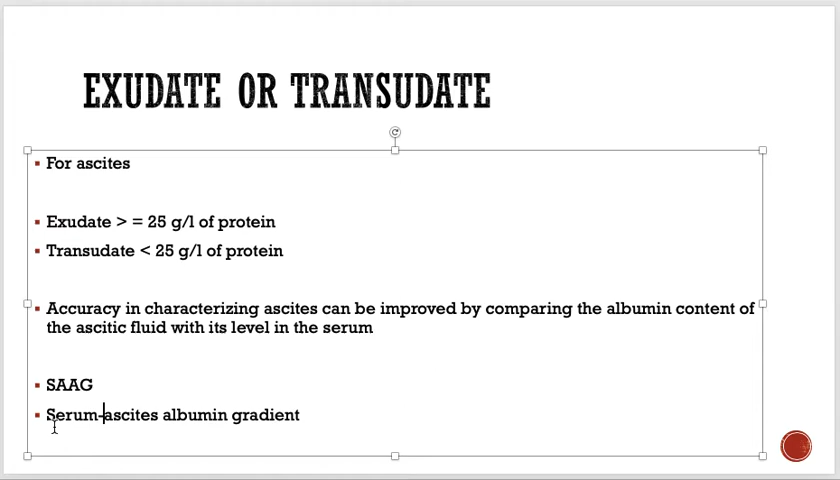 EXUDATE OR TRANSUDATE
For ascites
Exudate > = 25 g/l of protein
Transudate < 25 g/l of protein
Accuracy in characterizing ascites can be improved by comparing the albumin content of
the ascitic fluid with its level in the serum
SAAG
Serum-ascites albumin gradient